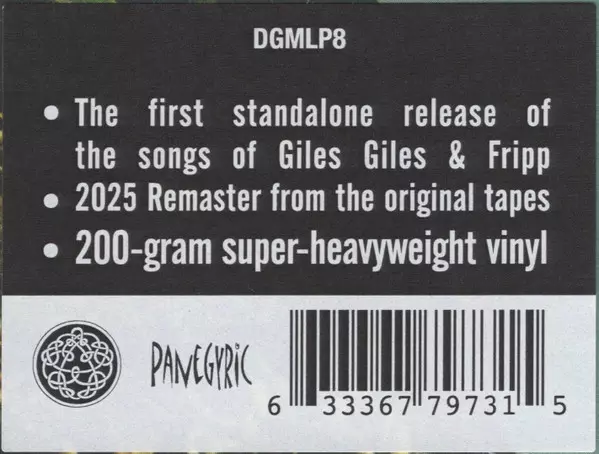 DGMLP8
• The first standalone release of
the songs of Giles Giles & Fripp
• 2025 Remaster from the original tapes
• 200-gram super-heavyweight vinyl
PANEGYRIC
6 33367 79731 5